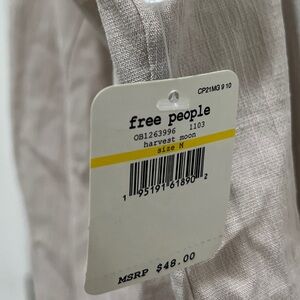 CP21MG 9 10
free people
OB1263996 1103
harvest moon
size M
1 95191 61890 2
MSRP $48.00